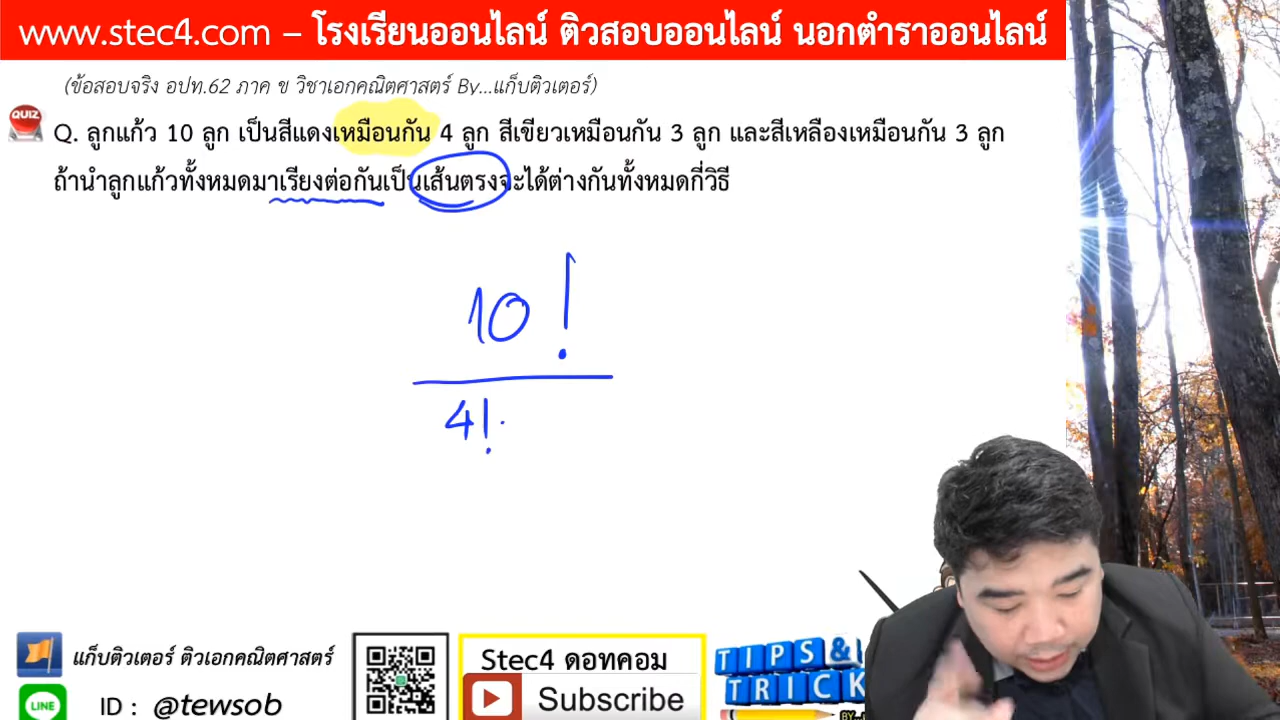 www.stec4.com – โรงเรียนออนไลน์ ติวสอบออนไลน์ นอกตำราออนไลน์
(ข้อสอบจริง อปท.62 ภาค ข วิชาเอกคณิตศาสตร์ By...แก็บติวเตอร์)
QUIZ
Q. ลูกแก้ว 10 ลูก เป็นสีแดงเหมือนกัน 4 ลูก สีเขียวเหมือนกัน 3 ลูก และสีเหลืองเหมือนกัน 3 ลูก
ถ้านำลูกแก้วทั้งหมดมาเรียงต่อกันเป็นเส้นตรงจะได้ต่างกันทั้งหมดกี่วิธี
10!
4!
แก็บติวเตอร์ ติวเอกคณิตศาสตร์
Stec4 ดอทคอม
TIPS &
TRICK
LINE
ID : @tewsob
Subscribe